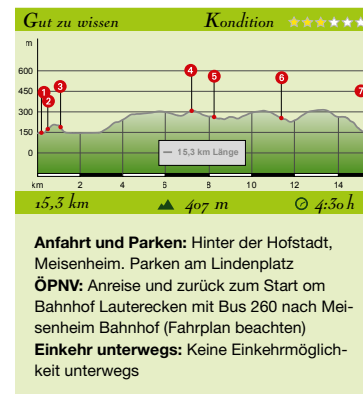 Gut zu wissen Kondition
m
4 5 6 7
600
1 2 3
450
300
150
0
15,3 km Länge
km 2 4 6 8 10 12 14
15,3 km 407 m 4:30 h
Anfahrt und Parken: Hinter der Hofstadt,
Meisenheim. Parken am Lindenplatz
ÖPNV: Anreise und zurück zum Start om
Bahnhof Lauterecken mit Bus 260 nach Mei-
senheim Bahnhof (Fahrplan beachten)
Einkehr unterwegs: Keine Einkehrmöglich-
keit unterwegs